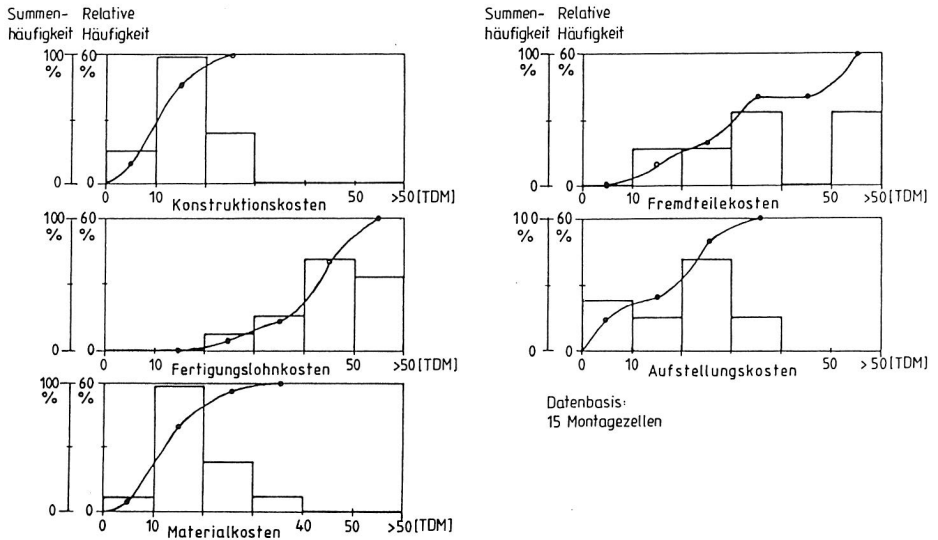 Summen- Relative
häufigkeit Häufigkeit
100 60
% %
0 0
0 10 50 >50[TDM]
Konstruktionskosten
100 60
% %
0 0
0 10 50 >50[TDM]
Fertigungslohnkosten
100 60
% %
0 0
0 10 40 >50[TDM]
Materialkosten
Summen- Relative
häufigkeit Häufigkeit
100 60
% %
0 0
0 10 50 >50[TDM]
Fremdteilekosten
100 60
% %
0 0
0 10 50 >50[TDM]
Aufstellungskosten
Datenbasis:
15 Montagezellen